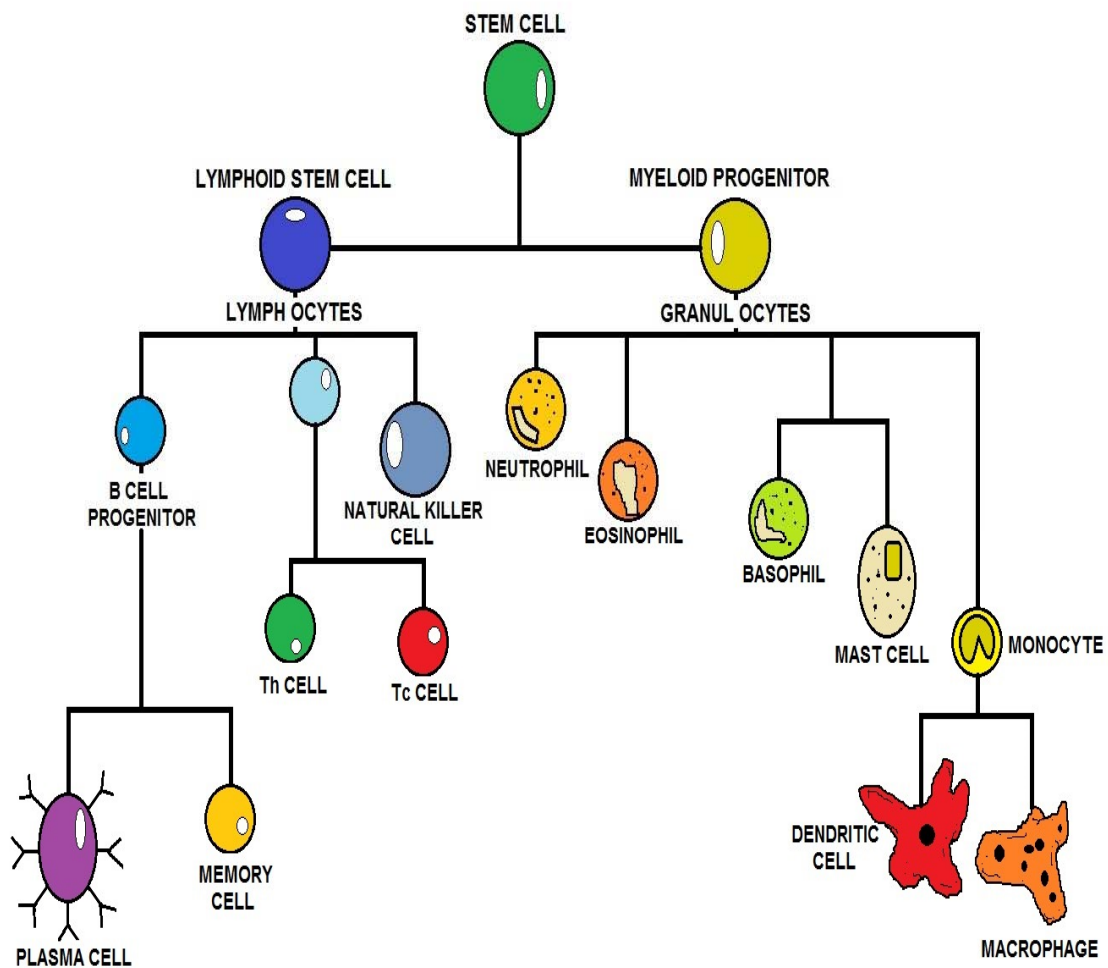 STEM CELL
LYMPHOID STEM CELL
MYELOID PROGENITOR
LYMPH OCYTES
GRANUL OCYTES
B CELL
PROGENITOR
NATURAL KILLER
CELL
NEUTROPHIL
EOSINOPHIL
BASOPHIL
MAST CELL
MONOCYTE
Th CELL
Tc CELL
PLASMA CELL
MEMORY
CELL
DENDRITIC
CELL
MACROPHAGE